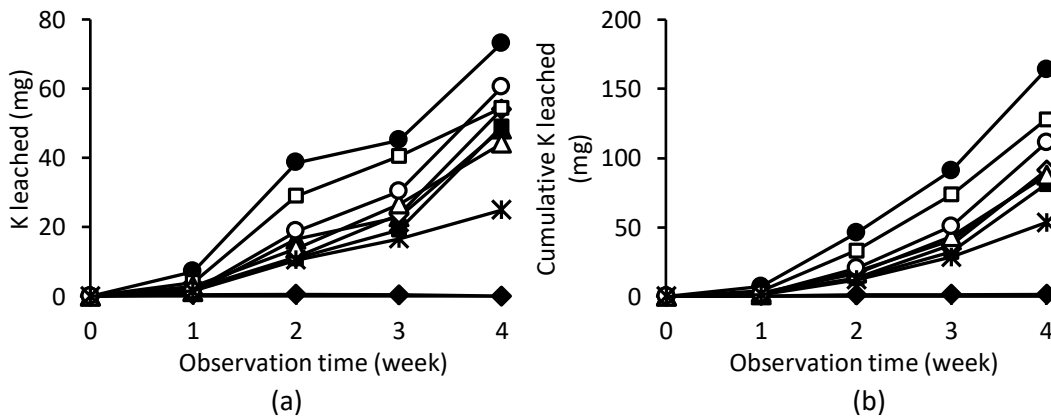 80
60
40
20
0
K leached (mg)
0 1 2 3 4
Observation time (week)
(a)
200
150
100
50
0
Cumulative K leached
(mg)
0 1 2 3 4
Observation time (week)
(b)